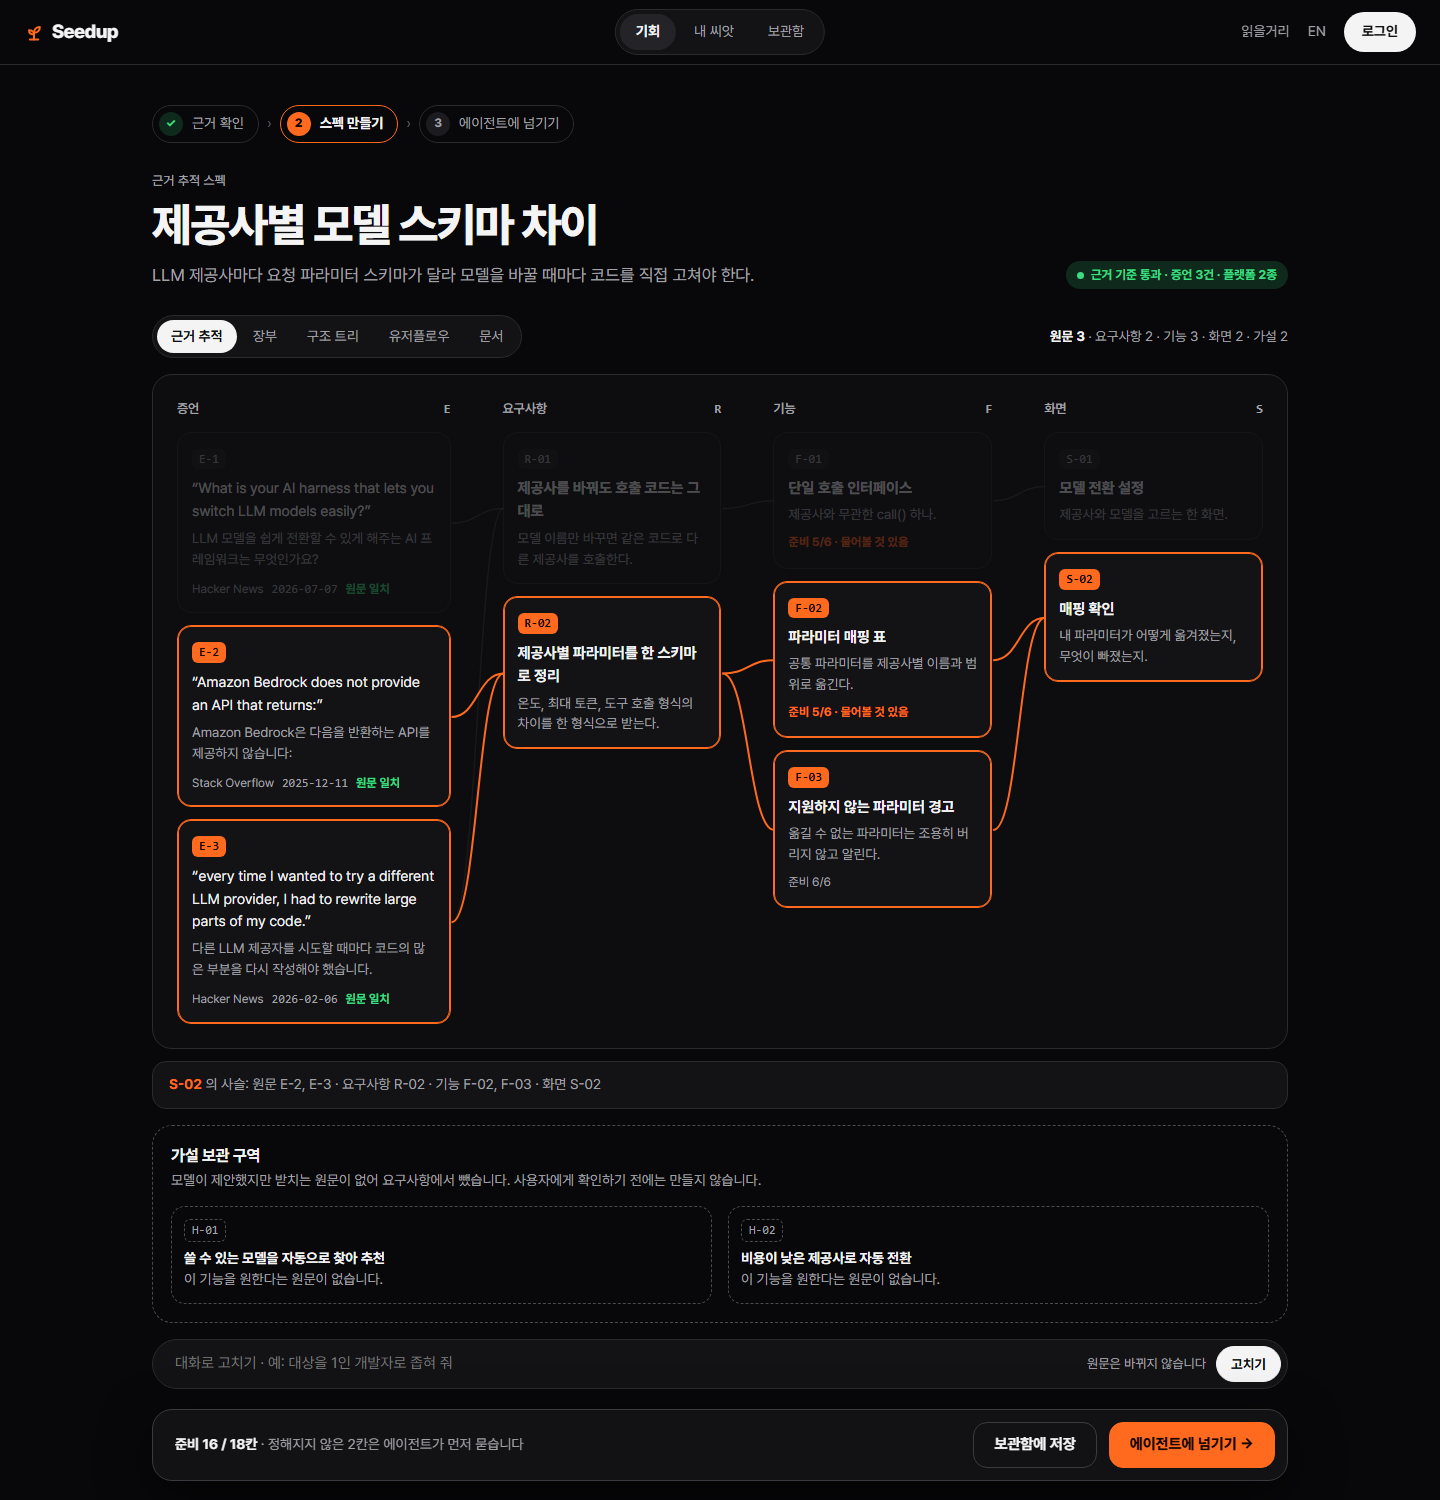 Seedup
기회
내 씨앗
보관함
읽을거리
EN
로그인
근거 확인
›
2
스펙 만들기
›
3
에이전트에 넘기기
근거 추적 스펙
제공사별 모델 스키마 차이
LLM 제공사마다 요청 파라미터 스키마가 달라 모델을 바꿀 때마다 코드를 직접 고쳐야 한다.
근거 기준 통과 · 증언 3건 · 플랫폼 2종
근거 추적
장부
구조 트리
유저플로우
문서
원문 3 · 요구사항 2 · 기능 3 · 화면 2 · 가설 2
증언
E
E-1
“What is your AI harness that lets you
switch LLM models easily?”
LLM 모델을 쉽게 전환할 수 있게 해주는 AI 프
레임워크는 무엇인가요?
Hacker News 2026-07-07 원문 일치
E-2
“Amazon Bedrock does not provide
an API that returns:”
Amazon Bedrock은 다음을 반환하는 API를
제공하지 않습니다:
Stack Overflow 2025-12-11 원문 일치
E-3
“every time I wanted to try a different
LLM provider, I had to rewrite large
parts of my code.”
다른 LLM 제공자를 시도할 때마다 코드의 많
은 부분을 다시 작성해야 했습니다.
Hacker News 2026-02-06 원문 일치
요구사항
R
R-01
제공사를 바꿔도 호출 코드는 그
대로
모델 이름만 바꾸면 같은 코드로 다
른 제공사를 호출한다.
R-02
제공사별 파라미터를 한 스키마
로 정리
온도, 최대 토큰, 도구 호출 형식의
차이를 한 형식으로 받는다.
기능
F
F-01
단일 호출 인터페이스
제공사와 무관한 call() 하나.
준비 5/6 · 물어볼 것 있음
F-02
파라미터 매핑 표
공통 파라미터를 제공사별 이름과 범
위로 옮긴다.
준비 5/6 · 물어볼 것 있음
F-03
지원하지 않는 파라미터 경고
옮길 수 없는 파라미터는 조용히 버
리지 않고 알린다.
준비 6/6
화면
S
S-01
모델 전환 설정
제공사와 모델을 고르는 한 화면.
S-02
매핑 확인
내 파라미터가 어떻게 옮겨졌는지,
무엇이 빠졌는지.
S-02 의 사슬: 원문 E-2, E-3 · 요구사항 R-02 · 기능 F-02, F-03 · 화면 S-02
가설 보관 구역
모델이 제안했지만 받치는 원문이 없어 요구사항에서 뺐습니다. 사용자에게 확인하기 전에는 만들지 않습니다.
H-01
쓸 수 있는 모델을 자동으로 찾아 추천
이 기능을 원한다는 원문이 없습니다.
H-02
비용이 낮은 제공사로 자동 전환
이 기능을 원한다는 원문이 없습니다.
대화로 고치기 · 예: 대상을 1인 개발자로 좁혀 줘
원문은 바뀌지 않습니다
고치기
준비 16 / 18칸 · 정해지지 않은 2칸은 에이전트가 먼저 묻습니다
보관함에 저장
에이전트에 넘기기 →